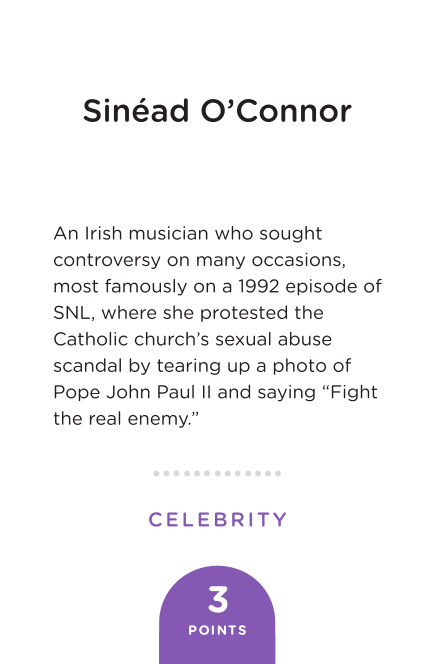 Sinéad O’Connor
An Irish musician who sought
controversy on many occasions,
most famously on a 1992 episode of
SNL, where she protested the
Catholic church’s sexual abuse
scandal by tearing up a photo of
Pope John Paul II and saying “Fight
the real enemy.”
CELEBRITY
3
POINTS